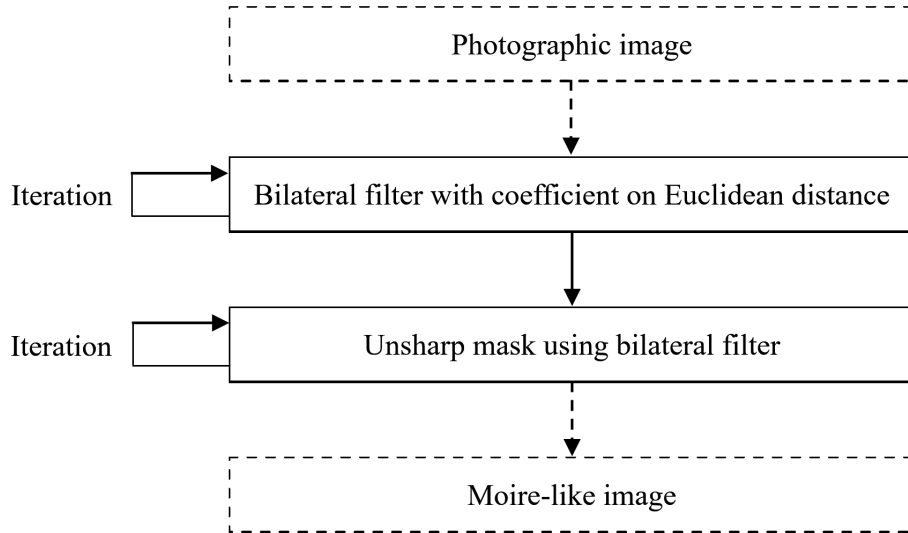 Photographic image
Iteration
Bilateral filter with coefficient on Euclidean distance
Iteration
Unsharp mask using bilateral filter
Moire-like image